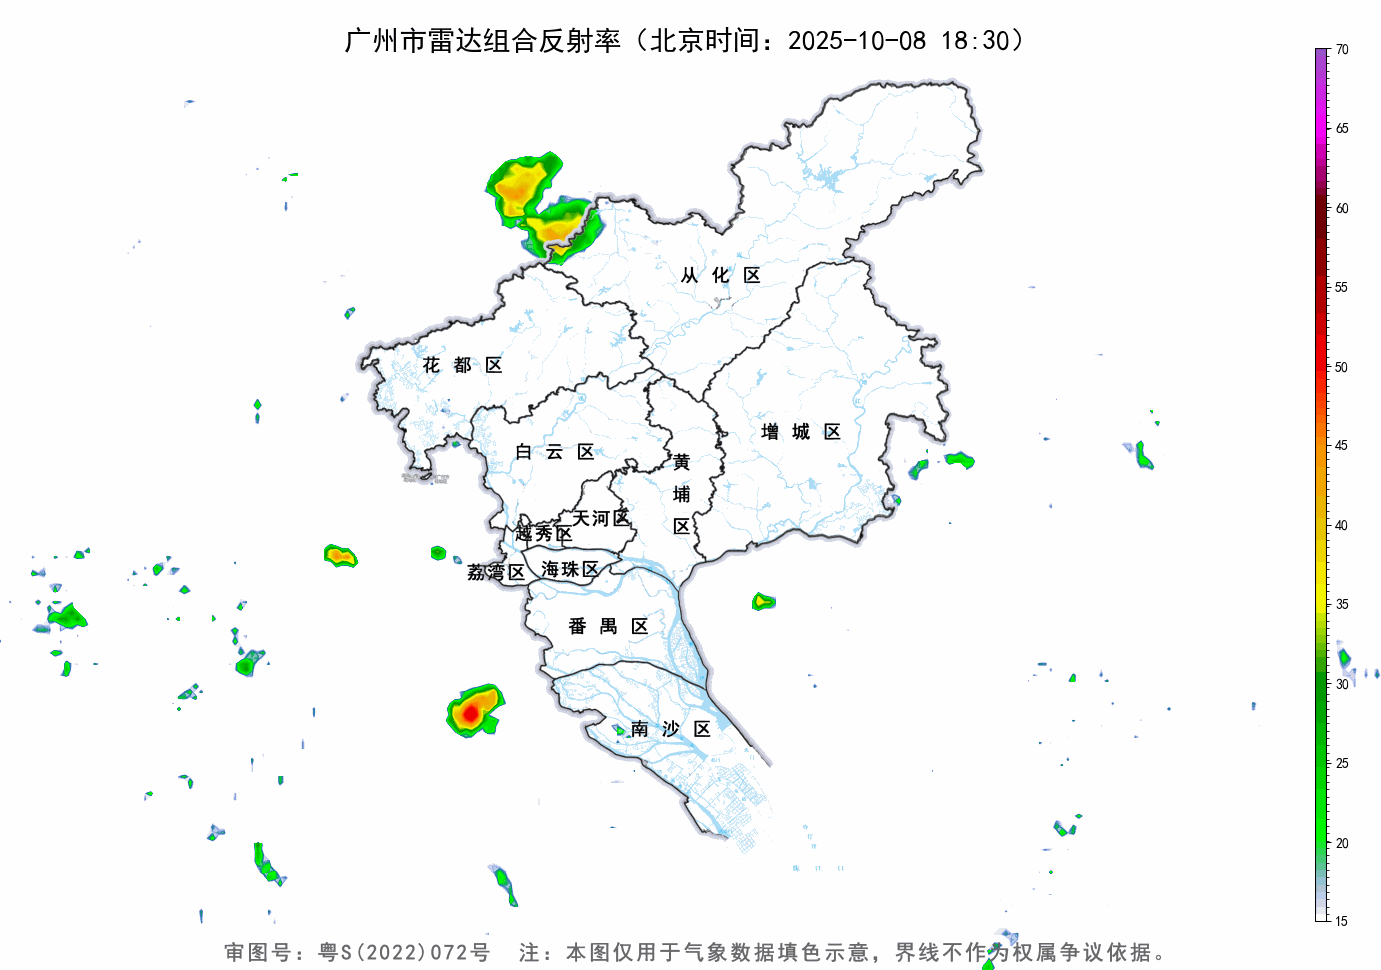 广州市雷达组合反射率（北京时间：2025-10-08 18:30）
70
65
60
55
50
45
40
35
30
25
20
15
从化区
花都区
增城区
白云区
黄埔区
天河区
越秀区
荔湾区
海珠区
番禺区
南沙区
审图号：粤S(2022)072号 注：本图仅用于气象数据填色示意，界线不作为权属争议依据。